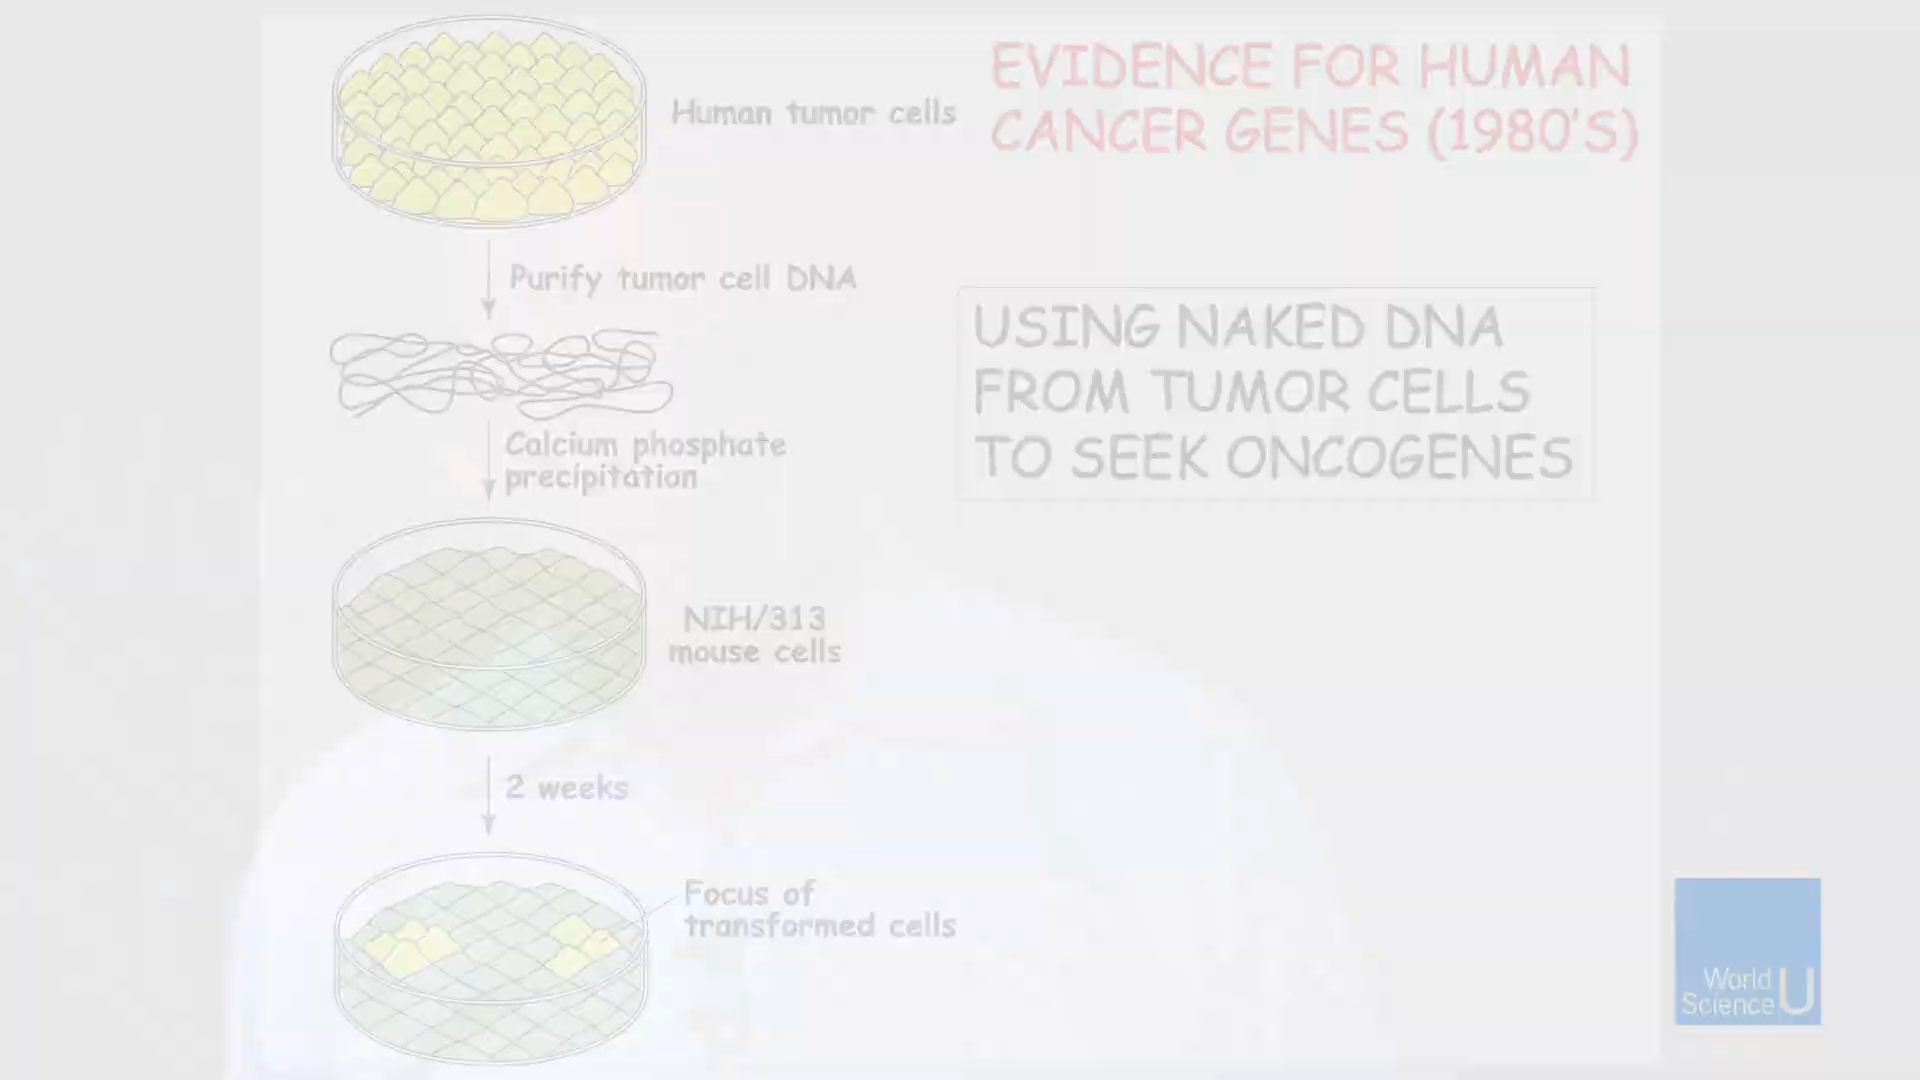 EVIDENCE FOR HUMAN
CANCER GENES (1980'S)
Human tumor cells
Purify tumor cell DNA
USING NAKED DNA
FROM TUMOR CELLS
TO SEEK ONCOGENES
Calcium phosphate
precipitation
NIH/313
mouse cells
2 weeks
Focus of
transformed cells
World
Science U